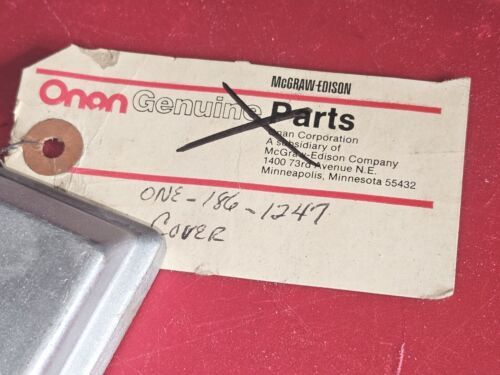 McGRAW-EDISON
Onan Genuine Parts
Onan Corporation
A subsidiary of
McGraw-Edison Company
1400 73rd Avenue N.E.
Minneapolis, Minnesota 55432
ONE-186-1247
COVER